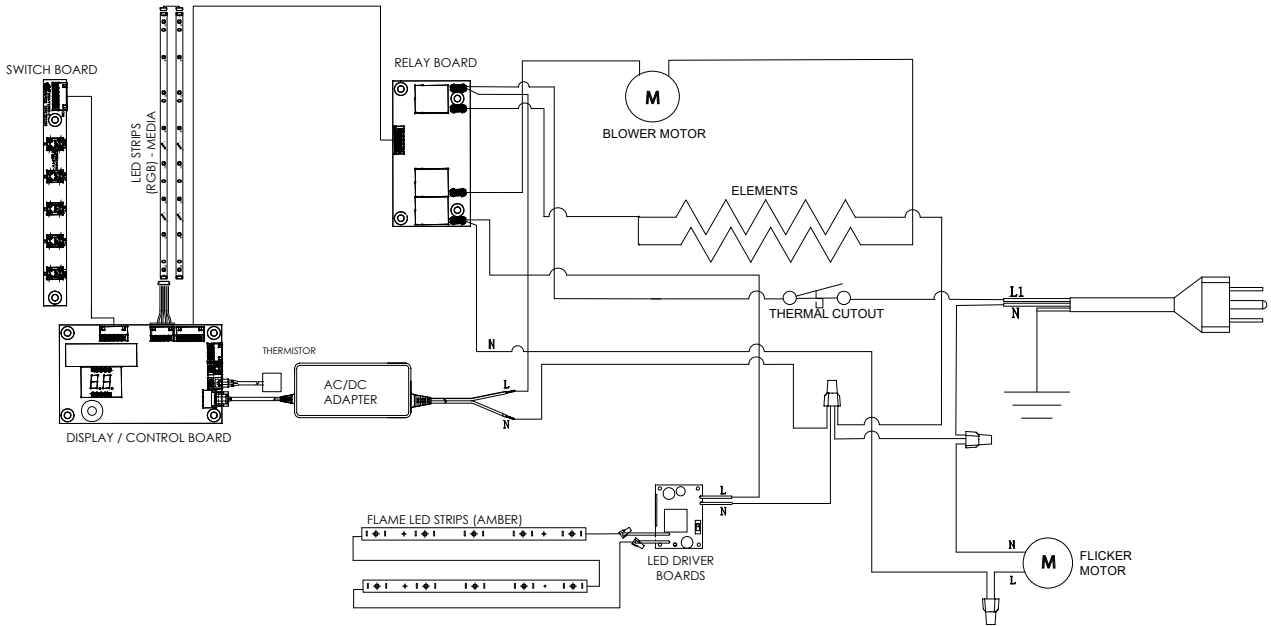 SWITCH BOARD
LED STRIPS
(RGB) - MEDIA
RELAY BOARD
M
BLOWER MOTOR
ELEMENTS
THERMAL CUTOUT
L1
N
N
THERMISTOR
AC/DC
ADAPTER
L
N
DISPLAY / CONTROL BOARD
FLAME LED STRIPS (AMBER)
L
N
LED DRIVER
BOARDS
N
M
L
FLICKER
MOTOR